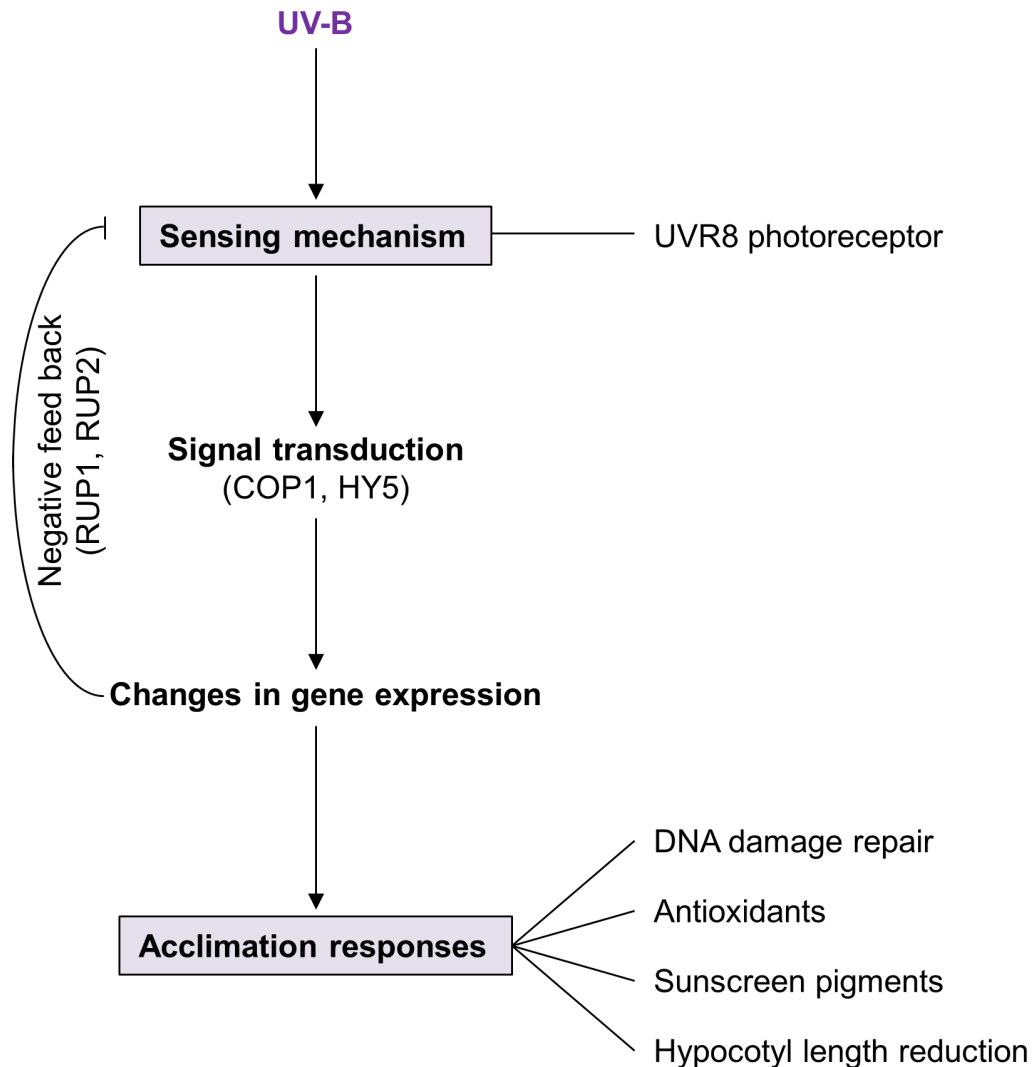 UV-B
Sensing mechanism
UVR8 photoreceptor
Negative feed back
(RUP1, RUP2)
Signal transduction
(COP1, HY5)
Changes in gene expression
Acclimation responses
DNA damage repair
Antioxidants
Sunscreen pigments
Hypocotyl length reduction